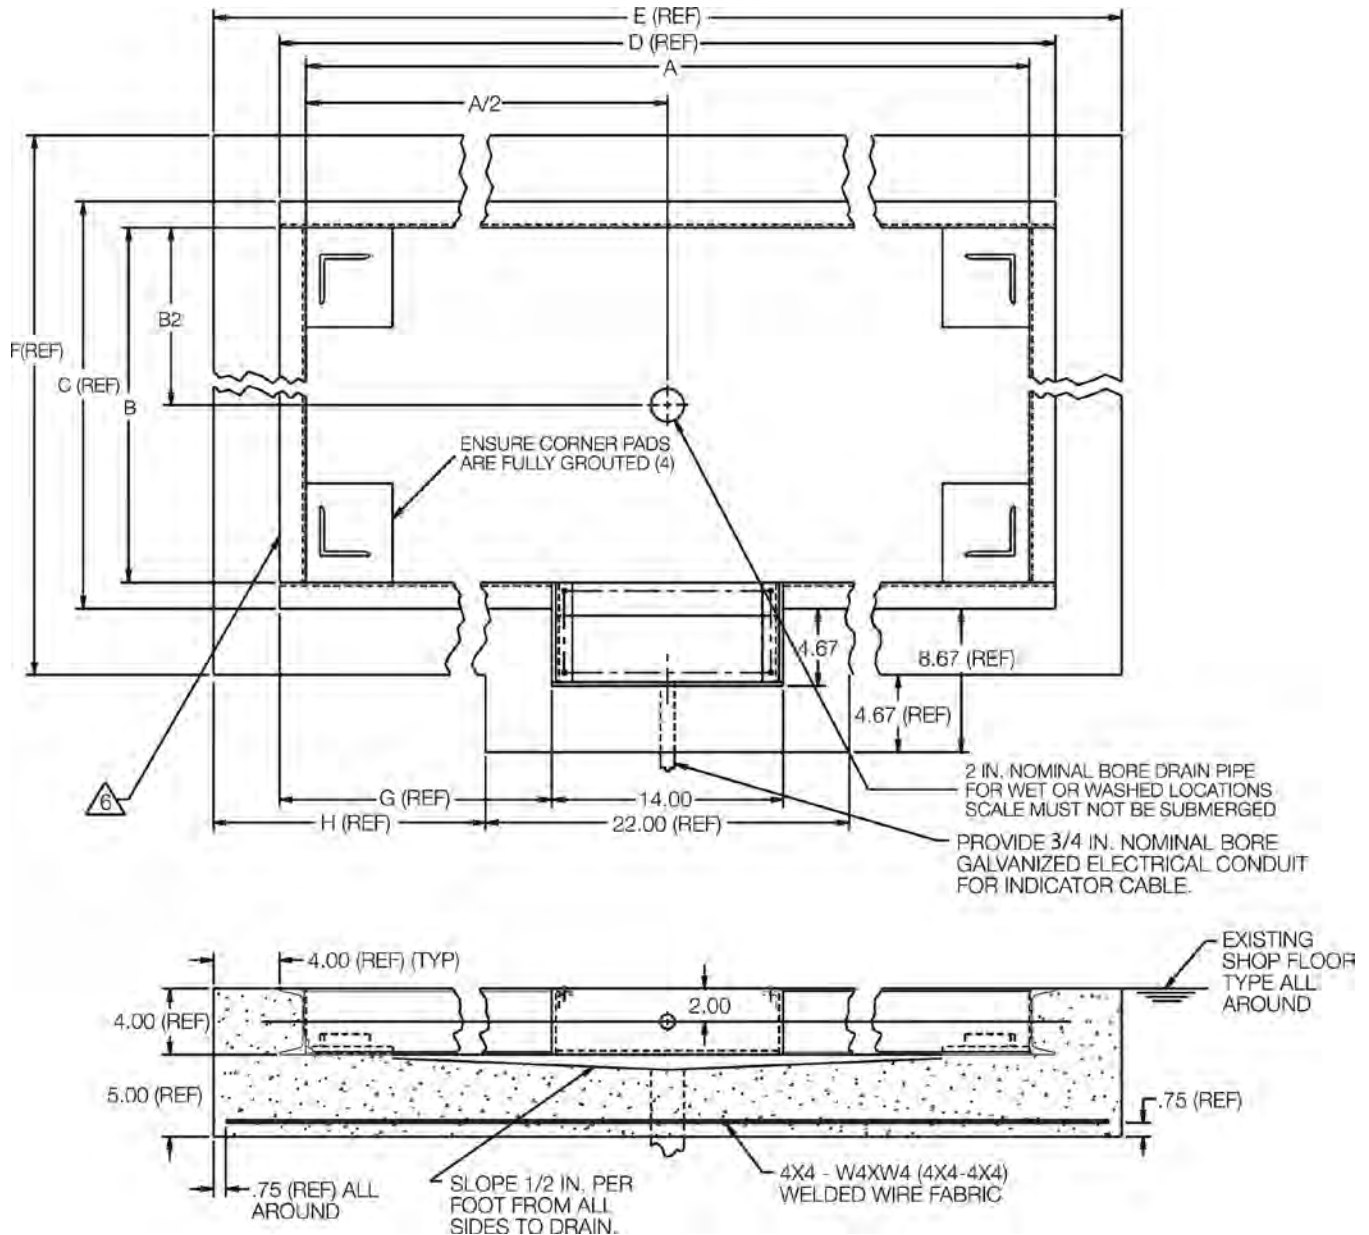 E (REF)
D (REF)
A
A/2
B2
F(REF)
C (REF)
B
ENSURE CORNER PADS
ARE FULLY GROUTED (4)
4.67
8.67 (REF)
4.67 (REF)
6
G (REF)
14.00
H (REF)
22.00 (REF)
2 IN. NOMINAL BORE DRAIN PIPE
FOR WET OR WASHED LOCATIONS
SCALE MUST NOT BE SUBMERGED
PROVIDE 3/4 IN. NOMINAL BORE
GALVANIZED ELECTRICAL CONDUIT
FOR INDICATOR CABLE.
EXISTING
SHOP FLOOR
TYPE ALL
AROUND
4.00 (REF) (TYP)
2.00
4.00 (REF)
5.00 (REF)
.75 (REF)
.75 (REF) ALL
AROUND
SLOPE 1/2 IN. PER
FOOT FROM ALL
SIDES TO DRAIN.
4X4 - W4XW4 (4X4-4X4)
WELDED WIRE FABRIC